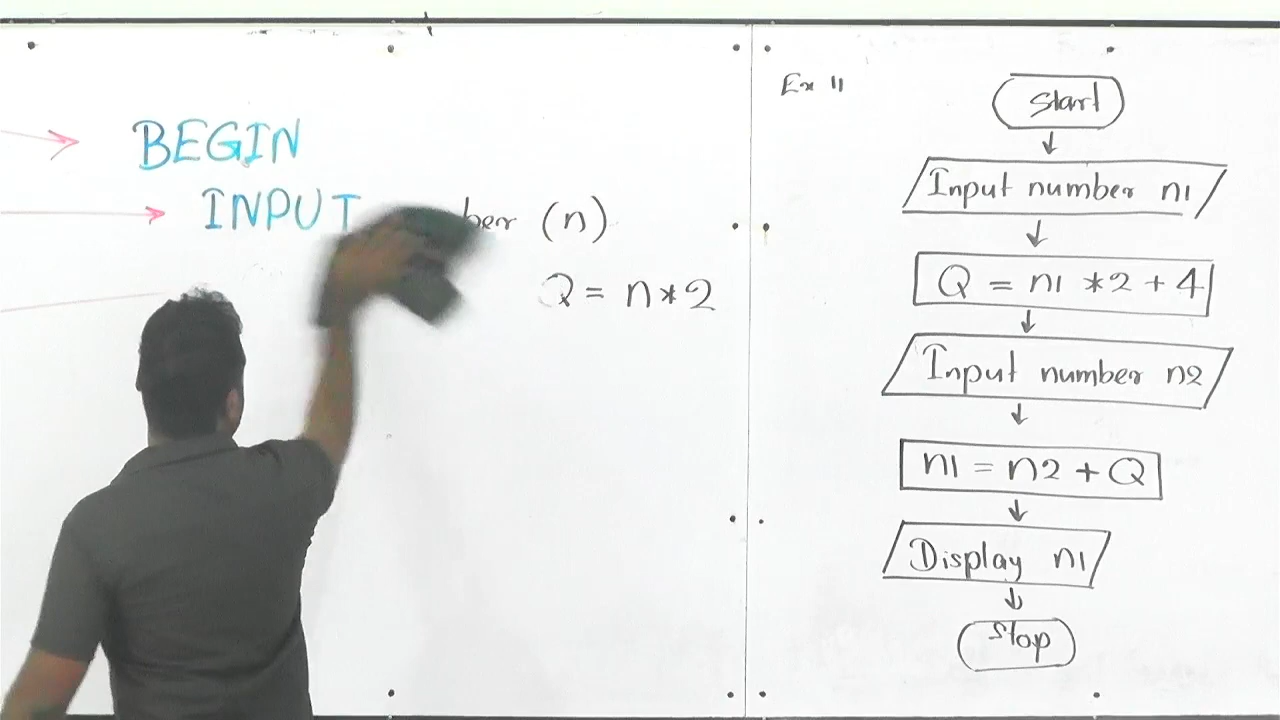 BEGIN
INPUT (n)
Q = n*2
Ex 11
Start
Input number n1
Q = n1 *2 + 4
Input number n2
n1 = n2 + Q
Display n1
Stop